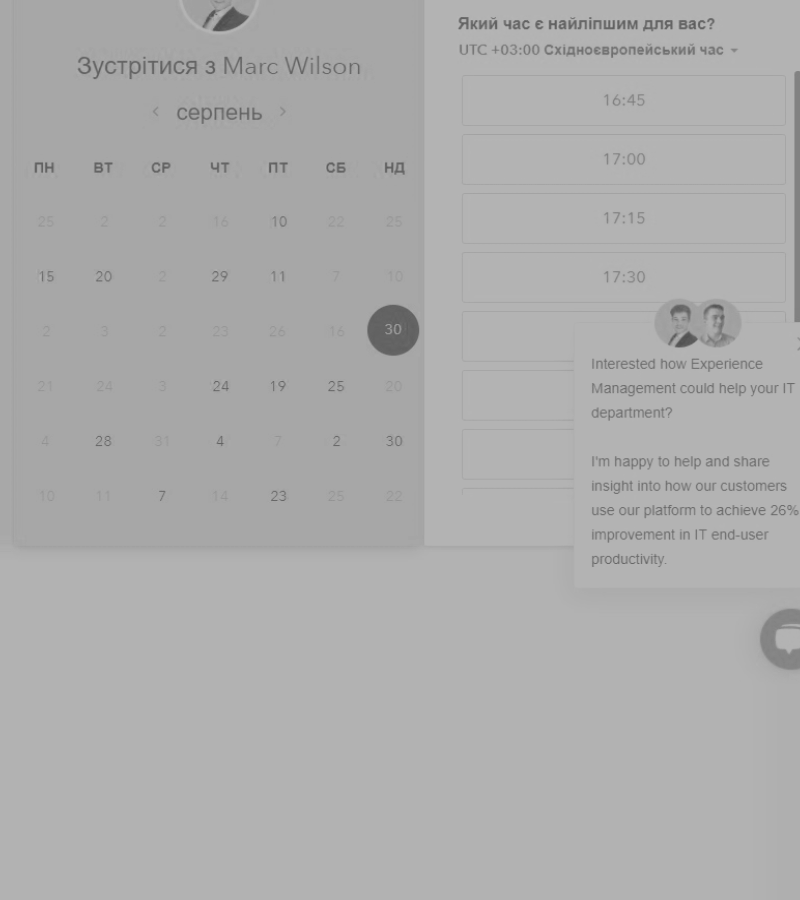 Зустрітися з Marc Wilson
серпень
ПН ВТ СР ЧТ ПТ СБ НД
25 2 2 16 10 22 25
15 20 2 29 11 7 10
2 3 2 23 26 16 30
21 24 3 24 19 25 20
4 28 31 4 7 2 30
10 11 7 14 23 25 22
Який час є найліпшим для вас?
UTC +03:00 Східноєвропейський час
16:45
17:00
17:15
17:30
Interested how Experience
Management could help your IT
department?
I'm happy to help and share
insight into how our customers
use our platform to achieve 26%
improvement in IT end-user
productivity.